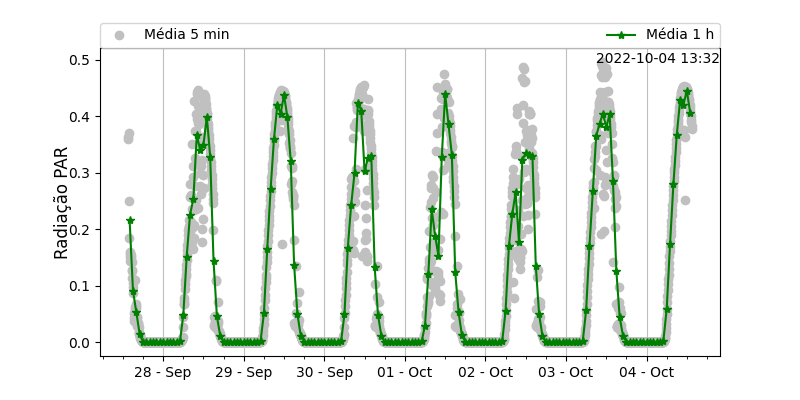 Média 5 min Média 1 h
2022-10-04 13:32
Radiação PAR
0.5
0.4
0.3
0.2
0.1
0.0
28 - Sep 29 - Sep 30 - Sep 01 - Oct 02 - Oct 03 - Oct 04 - Oct